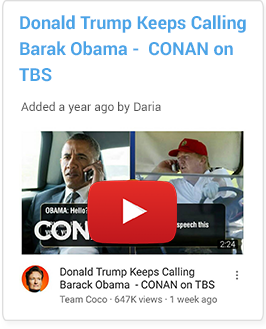 Donald Trump Keeps Calling
Barak Obama - CONAN on
TBS
Added a year ago by Daria
OBAMA: Hello?
speech this
CON
2:24
Donald Trump Keeps Calling
Barack Obama - CONAN on TBS
Team Coco · 647K views · 1 week ago